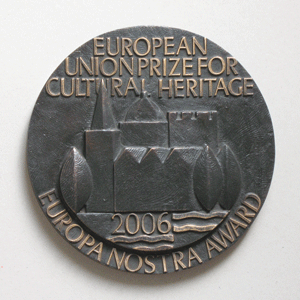 EUROPEAN
UNION PRIZE FOR
CULTURAL HERITAGE
2006
EUROPA NOSTRA AWARD